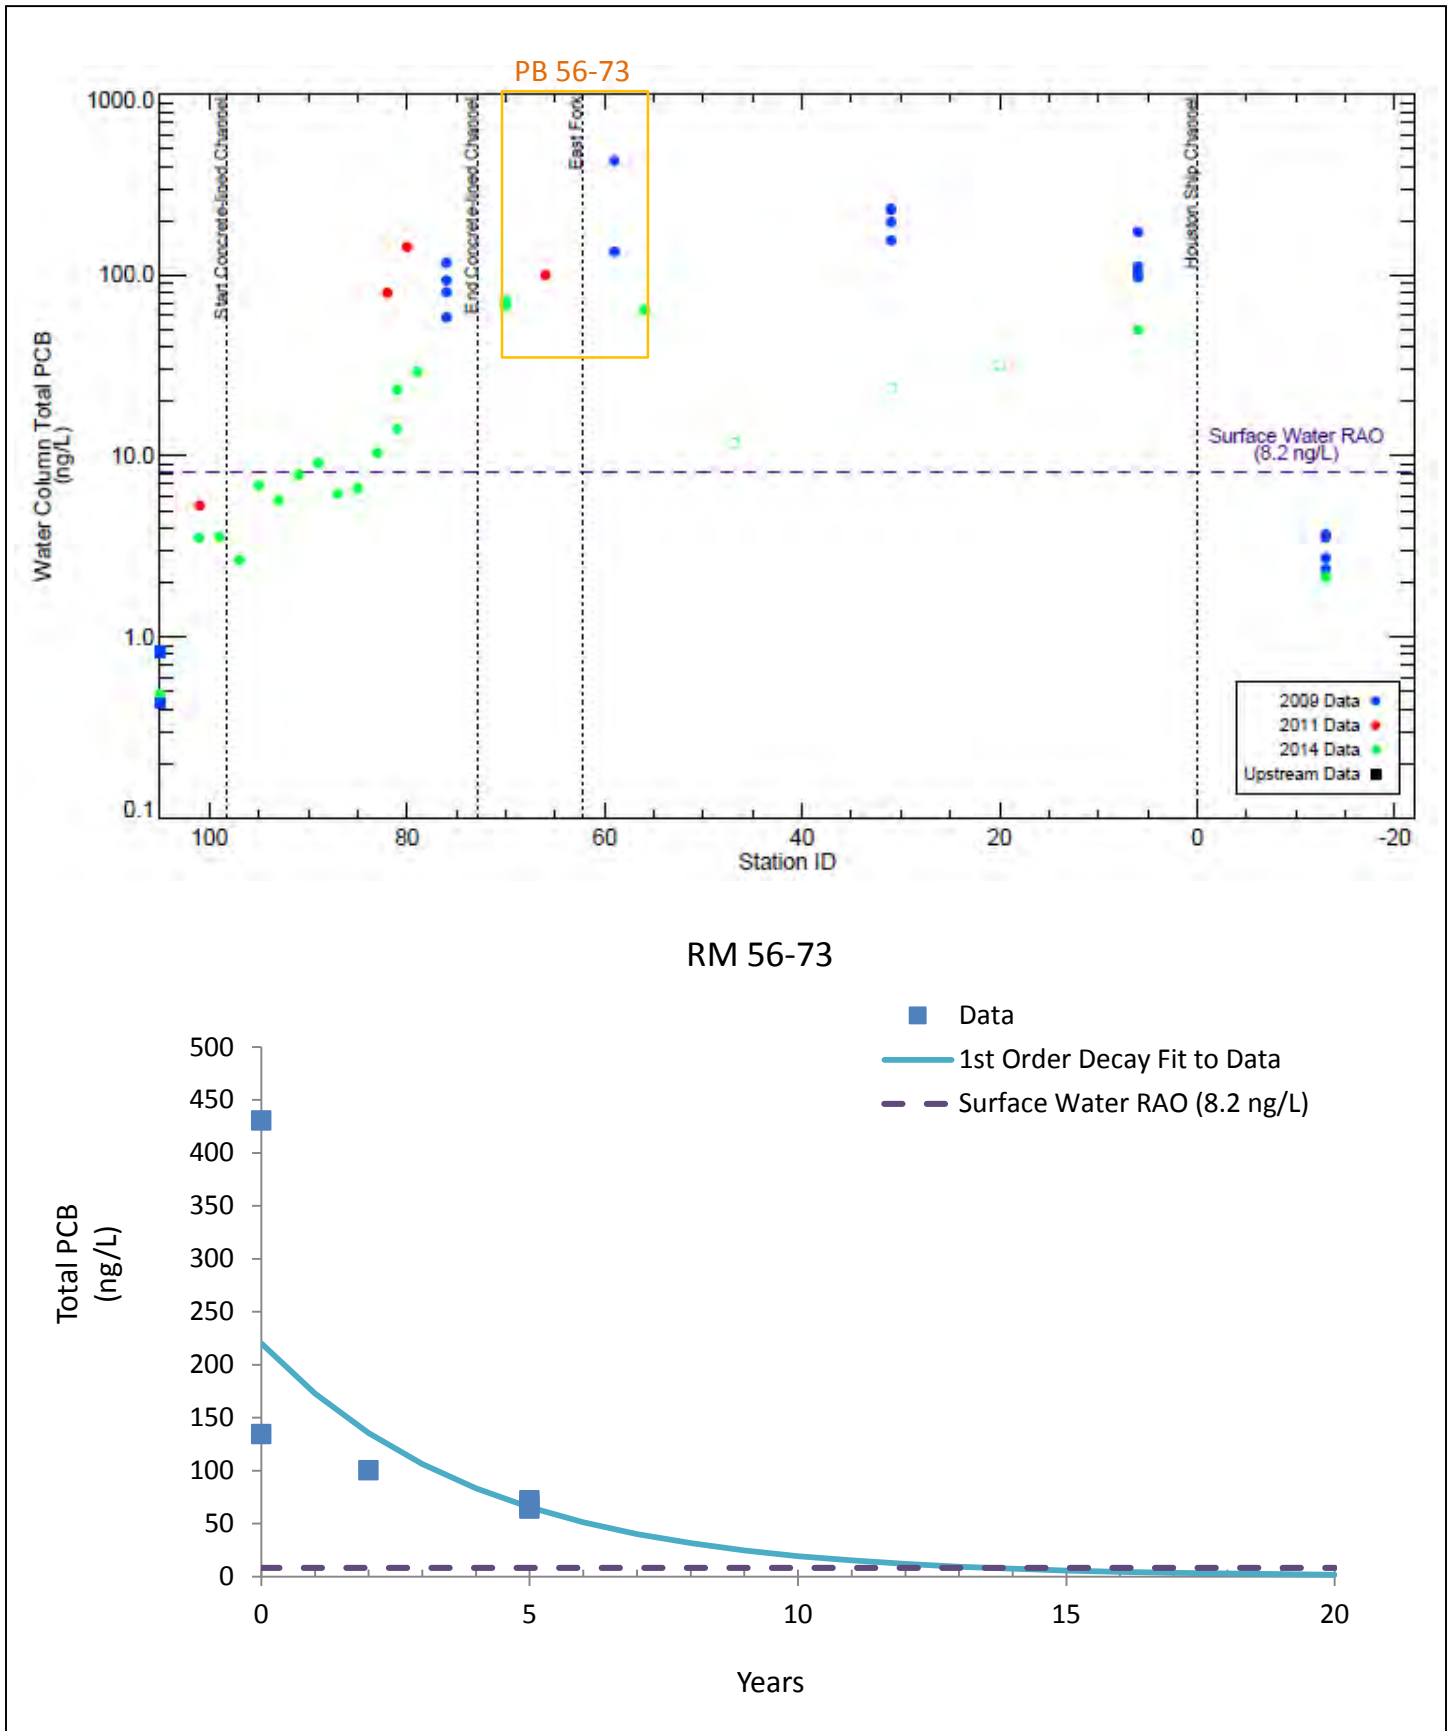 PB 56-73
1000.0
100.0
10.0
1.0
0.1
Water Column Total PCB
(ng/L)
Start Concrete-lined Channel
End Concrete-lined Channel
East Fork
Houston Ship Channel
Surface Water RAO
(8.2 ng/L)
2009 Data
2011 Data
2014 Data
Upstream Data
100 80 60 40 20 0 -20
Station ID
RM 56-73
Data
1st Order Decay Fit to Data
Surface Water RAO (8.2 ng/L)
500
450
400
350
300
250
200
150
100
50
0
Total PCB
(ng/L)
0 5 10 15 20
Years